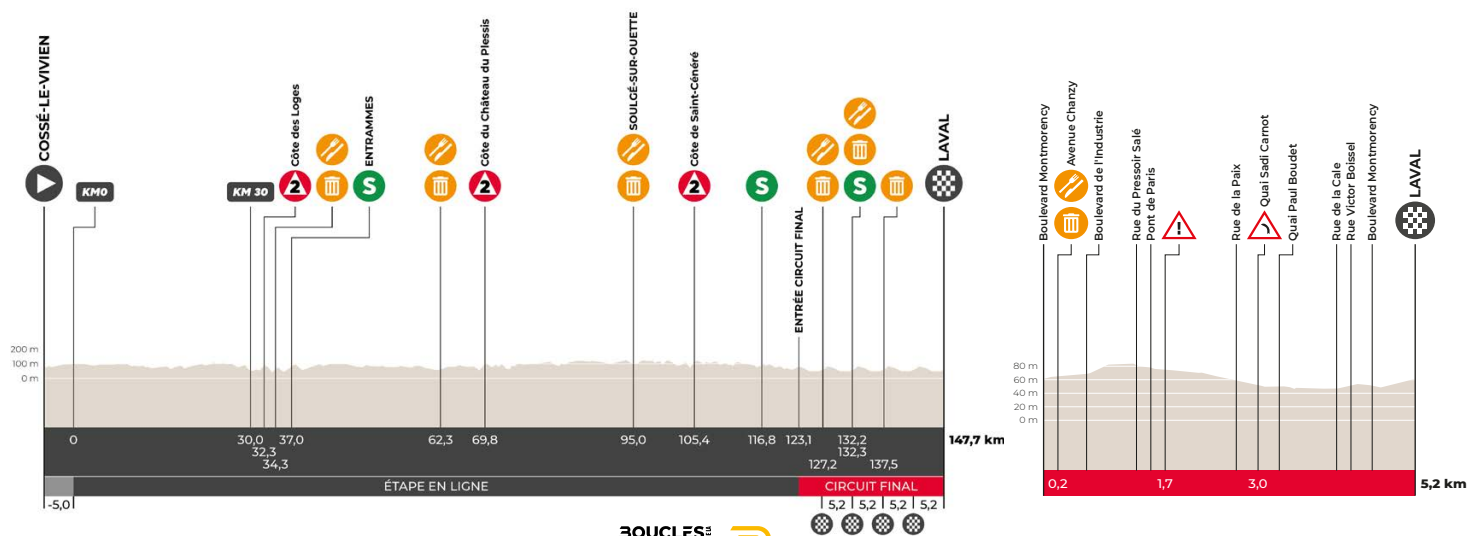 COSSÉ-LE-VIVIEN
KM0
KM 30
Côte des Loges
2
ENTRAMMES
S
Côte du Château du Plessis
2
SOULGÉ-SUR-OUETTE
Côte de Saint-Cénéré
2
S
ENTRÉE CIRCUIT FINAL
S
LAVAL
200 m
100 m
0 m
0
30,0
32,3
34,3
37,0
62,3
69,8
95,0
105,4
116,8
123,1
127,2
132,2
132,3
137,5
147,7 km
ÉTAPE EN LIGNE
CIRCUIT FINAL
-5,0
5,2
5,2
5,2
5,2
Boulevard Montmorency
Avenue Chanzy
Boulevard de l'Industrie
Rue du Pressoir Salé
Pont de Paris
!
Rue de la Paix
Quai Sadi Carnot
Quai Paul Boudet
Rue de la Cale
Rue Victor Boissel
Boulevard Montmorency
LAVAL
80 m
60 m
40 m
20 m
0 m
0,2
1,7
3,0
5,2 km
BOUCLES